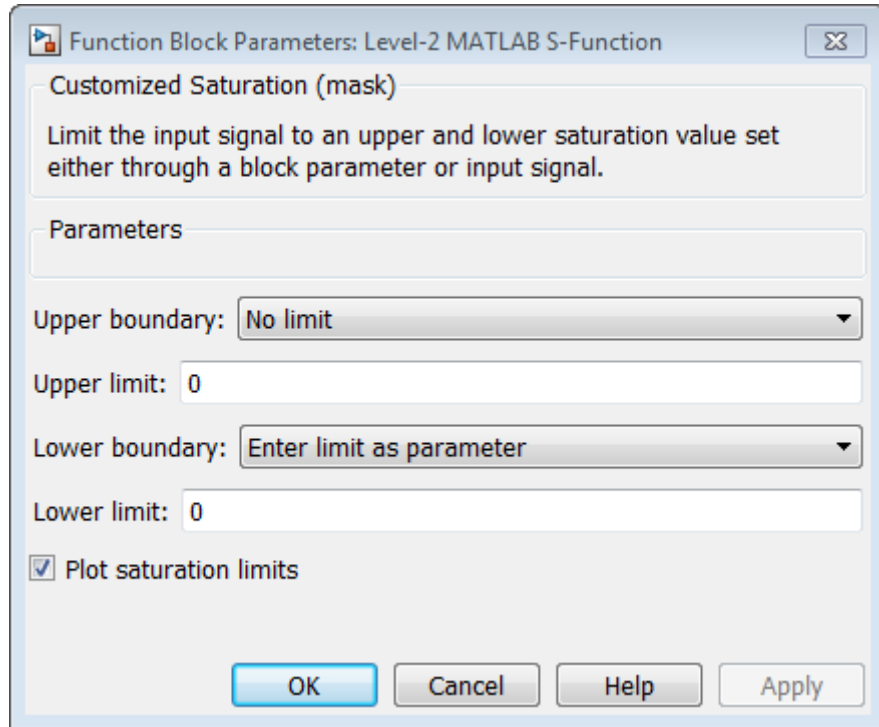 Function Block Parameters: Level-2 MATLAB S-Function
Customized Saturation (mask)
Limit the input signal to an upper and lower saturation value set
either through a block parameter or input signal.
Parameters
Upper boundary: No limit
Upper limit: 0
Lower boundary: Enter limit as parameter
Lower limit: 0
Plot saturation limits
OK Cancel Help Apply